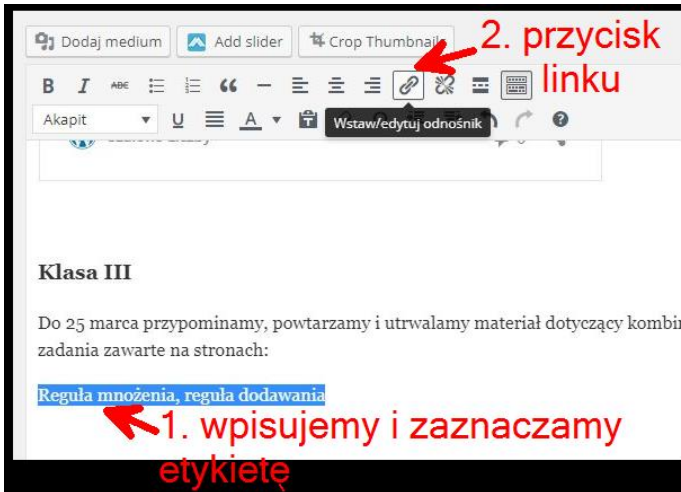 Dodaj medium Add slider Crop Thumbnails
2. przycisk
linku
B I ABE
Akapit U A
Wstaw/edytuj odnośnik
Klasa III
Do 25 marca przypominamy, powtarzamy i utrwalamy materiał dotyczący
zadania zawarte na stronach:
Reguła mnożenia, reguła dodawania
1. wpisujemy i zaznaczamy
etykietę